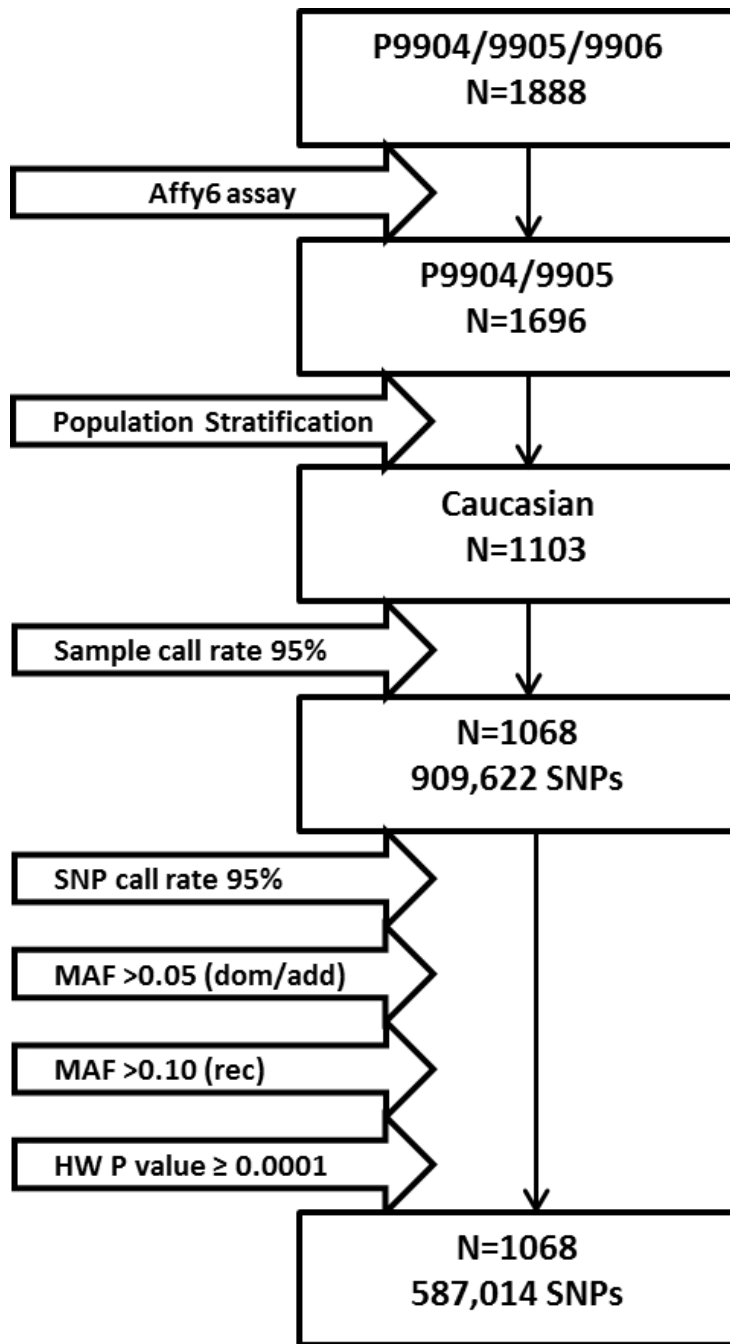 P9904/9905/9906
N=1888
Affy6 assay
P9904/9905
N=1696
Population Stratification
Caucasian
N=1103
Sample call rate 95%
N=1068
909,622 SNPs
SNP call rate 95%
MAF >0.05 (dom/add)
MAF >0.10 (rec)
HW P value ≥ 0.0001
N=1068
587,014 SNPs